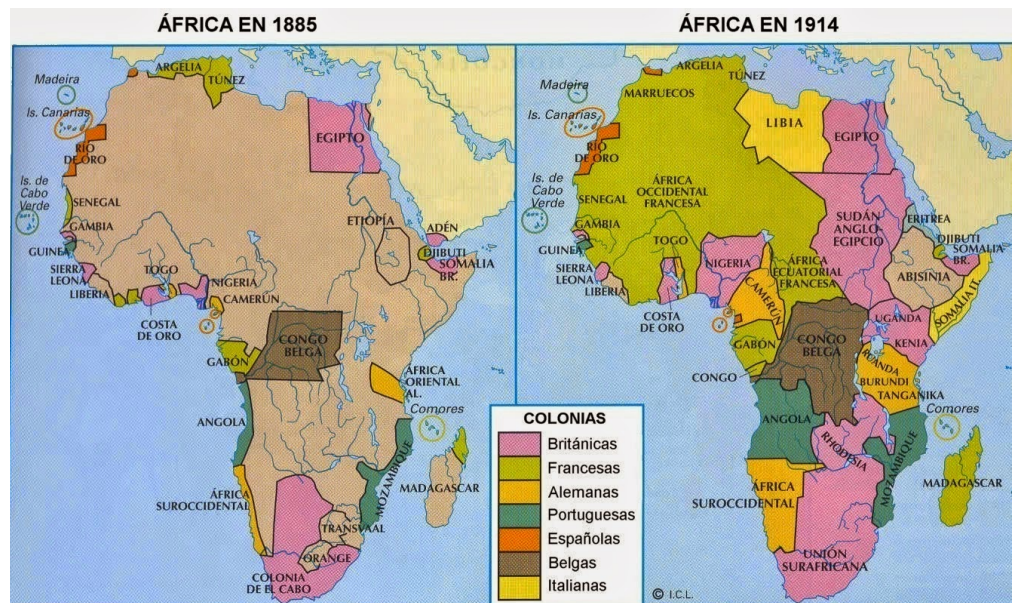 ÁFRICA EN 1885
ARGELIA
TÚNEZ
Madeira
Is. Canarias
RÍO
DE ORO
EGIPTO
Is. de
Cabo
Verde
SENEGAL
GAMBIA
GUINEA
SIERRA
LEONA
LIBERIA
TOGO
COSTA
DE ORO
NIGERIA
CAMERÚN
ETIOPÍA
ADÉN
DJIBUTI
SOMALIA
BR.
GABÓN
CONGO
BELGA
ÁFRICA
ORIENTAL
AL.
Comores
ANGOLA
MOZAMBIQUE
MADAGASCAR
ÁFRICA
SUROCCIDENTAL
TRANSVAAL
ORANGE
COLONIA
DE EL CABO
ÁFRICA EN 1914
ARGELIA
TÚNEZ
Madeira
MARRUECOS
Is. Canarias
LIBIA
EGIPTO
RÍO
DE ORO
Is. de
Cabo
Verde
ÁFRICA
OCCIDENTAL
FRANCESA
SENEGAL
GAMBIA
GUINEA
SIERRA
LEONA
LIBERIA
TOGO
COSTA
DE ORO
NIGERIA
CAMERÚN
ÁFRICA
ECUATORIAL
FRANCESA
SUDÁN
ANGLO
EGIPCIO
ERITREA
DJIBUTI
SOMALIA
BR.
ABISINIA
SOMALIA IT.
UGANDA
KENIA
GABÓN
CONGO
CONGO
BELGA
RUANDA
BURUNDI
TANGANIKA
Comores
ANGOLA
RHODESIA
MOZAMBIQUE
MADAGASCAR
ÁFRICA
SUROCCIDENTAL
UNIÓN
SURAFRICANA
© I.C.L.
COLONIAS
Británicas
Francesas
Alemanas
Portuguesas
Españolas
Belgas
Italianas